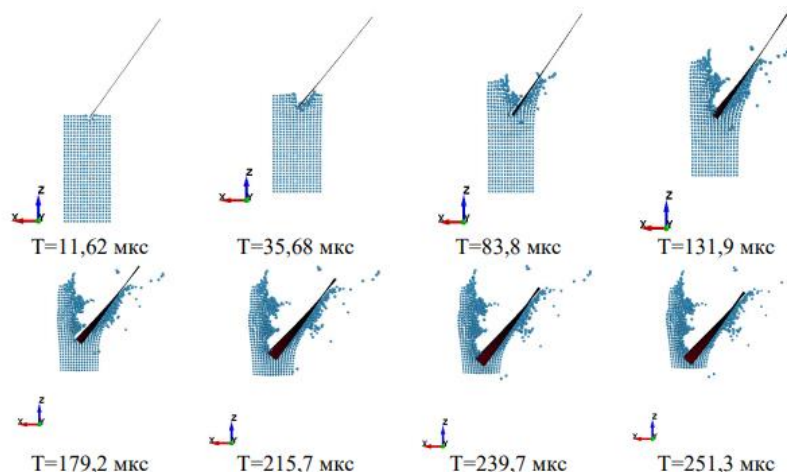 Z
X Y
Z
X Y
Z
X Y
Z
X Y
T=11,62 мкс T=35,68 мкс T=83,8 мкс T=131,9 мкс
Z
X Y
Z
X Y
Z
X Y
Z
X Y
T=179,2 мкс T=215,7 мкс T=239,7 мкс T=251,3 мкс